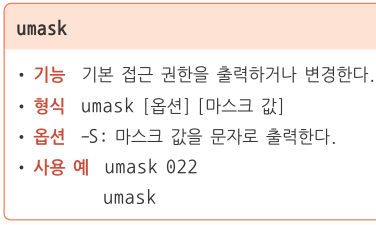 umask
• 기능 기본 접근 권한을 출력하거나 변경한다.
• 형식 umask [옵션] [마스크 값]
• 옵션 -S: 마스크 값을 문자로 출력한다.
• 사용 예 umask 022
umask